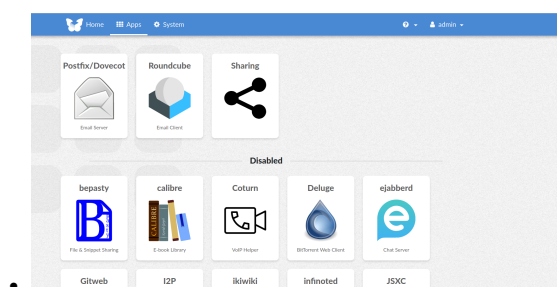 Home Apps System admin
Postfix/Dovecot Roundcube Sharing
Email Server Email Client
Disabled
bepasty calibre Coturn Deluge ejabberd
CALIBRE
File & Snippet Sharing E-book Library VoIP Helper BitTorrent Web Client Chat Server
Gitweb I2P ikiwiki infinoted JSXC